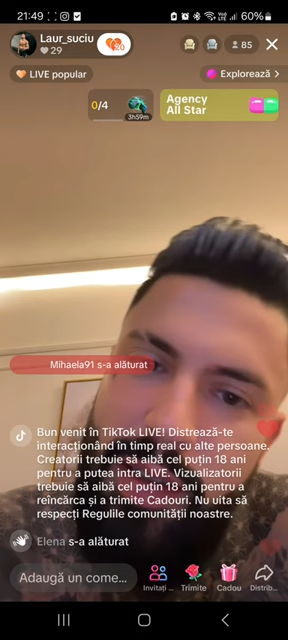 21:49
60%
Laur_suciu
29
20
85
LIVE popular
Explorează
0/4
3h59m
Agency
All Star
Mihaela91 s-a alăturat
Bun venit în TikTok LIVE! Distrează-te
interacționând în timp real cu alte persoane.
Creatorii trebuie să aibă cel puțin 18 ani
pentru a putea intra LIVE. Vizualizatorii
trebuie să aibă cel puțin 18 ani pentru a
reîncărca și a trimite Cadouri. Nu uita să
respecți Regulile comunității noastre.
Elena s-a alăturat
Adaugă un come...
Invitați ...
Trimite
Cadou
Distrib...